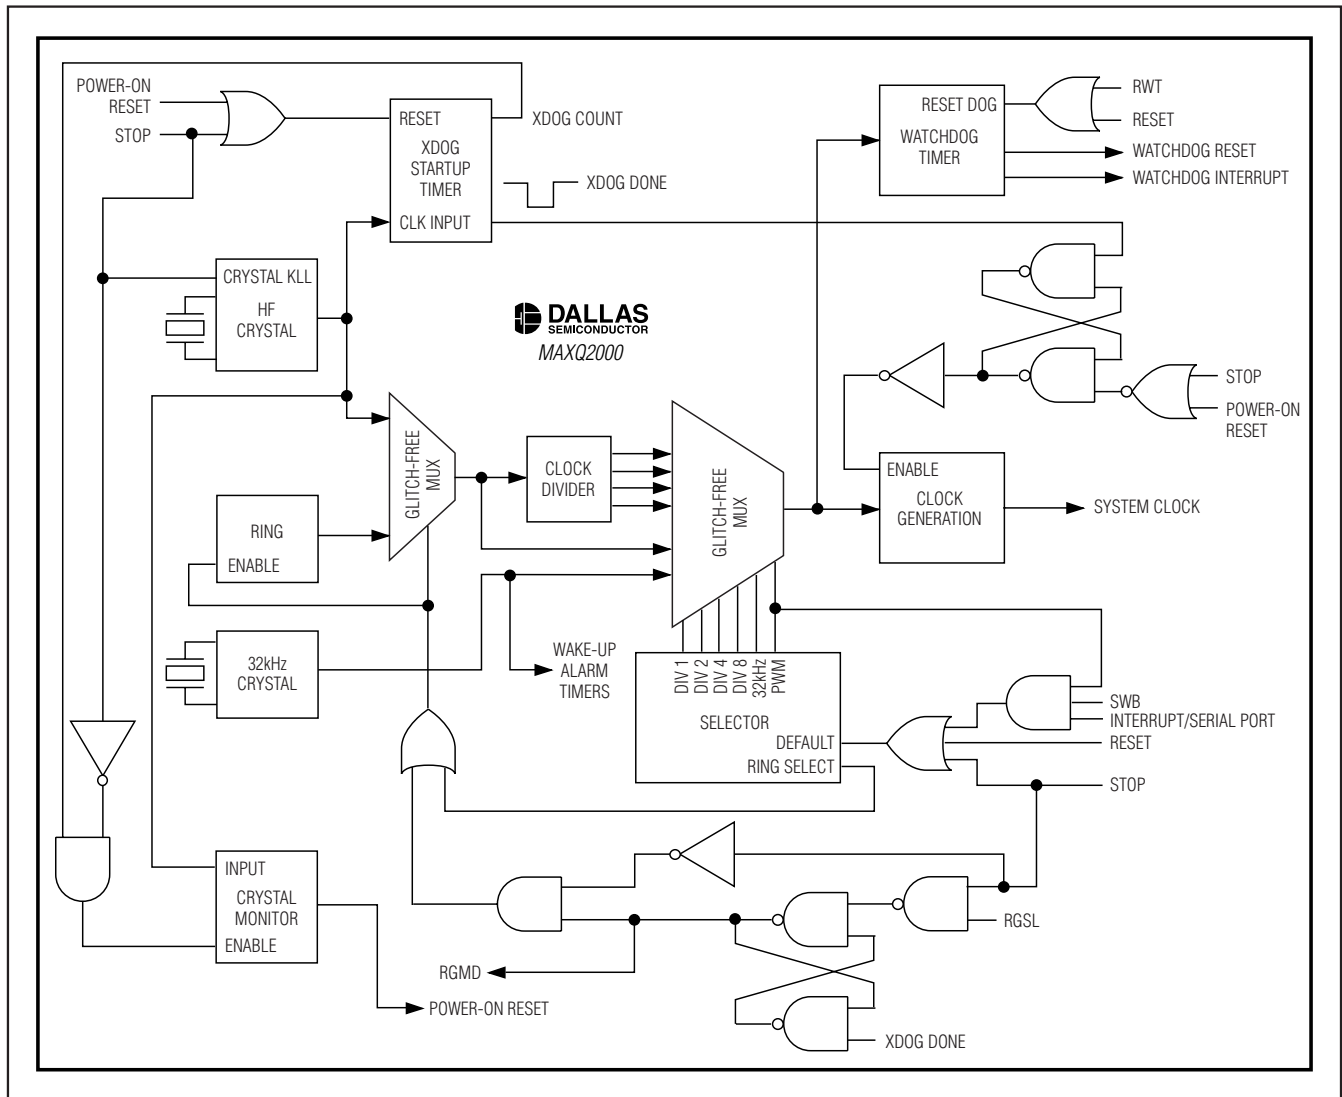 POWER-ON
RESET
STOP
RESET
XDOG
STARTUP
TIMER
CLK INPUT
XDOG COUNT
XDOG DONE
RESET DOG
WATCHDOG
TIMER
RWT
RESET
WATCHDOG RESET
WATCHDOG INTERRUPT
CRYSTAL KLL
HF
CRYSTAL
DALLAS
SEMICONDUCTOR
MAXQ2000
STOP
POWER-ON
RESET
GLITCH-FREE
MUX
CLOCK
DIVIDER
GLITCH-FREE
MUX
ENABLE
CLOCK
GENERATION
SYSTEM CLOCK
RING
ENABLE
32kHz
CRYSTAL
WAKE-UP
ALARM
TIMERS
DIV 1
DIV 2
DIV 4
DIV 8
32kHz
PWM
SELECTOR
DEFAULT
RING SELECT
SWB
INTERRUPT/SERIAL PORT
RESET
STOP
INPUT
CRYSTAL
MONITOR
ENABLE
RGSL
RGMD
POWER-ON RESET
XDOG DONE